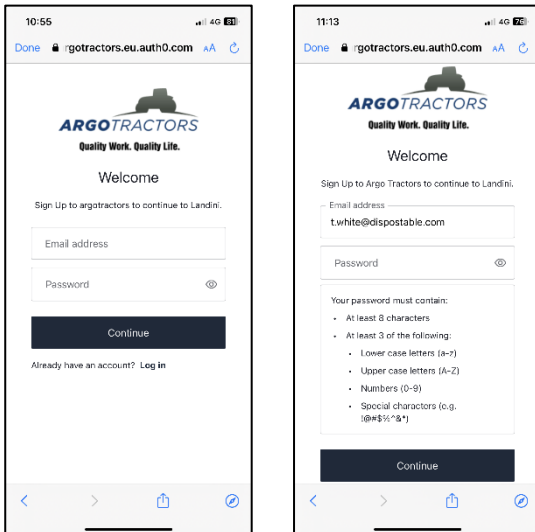 10:55
4G 81
Done rgotractors.eu.auth0.com AA
ARGOTRACTORS
Quality Work. Quality Life.
Welcome
Sign Up to argotractors to continue to Landini.
Email address
Password
Continue
Already have an account? Log in
11:13
4G 76
Done rgotractors.eu.auth0.com AA
ARGOTRACTORS
Quality Work. Quality Life.
Welcome
Sign Up to Argo Tractors to continue to Landini.
Email address
t.white@dispostable.com
Password
Your password must contain:
• At least 8 characters
• At least 3 of the following:
• Lower case letters (a-z)
• Upper case letters (A-Z)
• Numbers (0-9)
• Special characters (e.g.
!@#$%^&*)
Continue